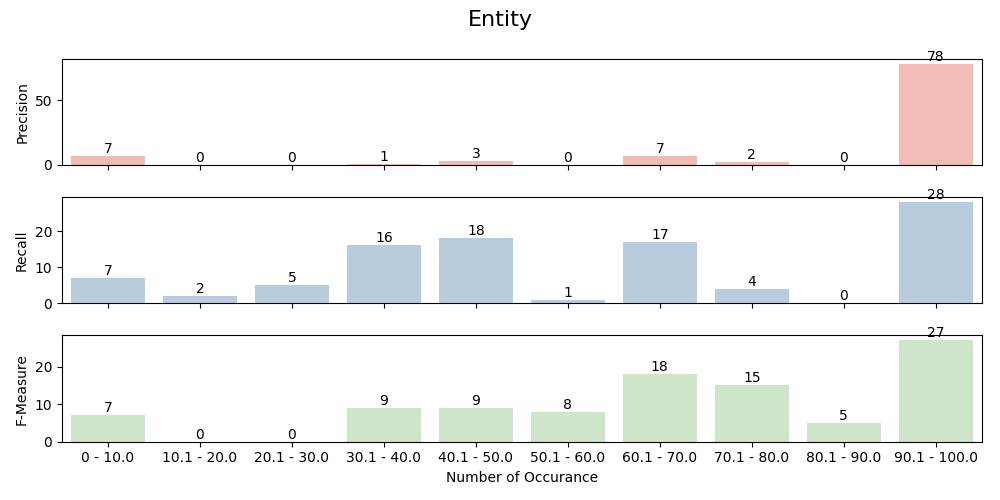 Entity
Precision
50
0
7
0
0
1
3
0
7
2
0
78
Recall
20
10
0
7
2
5
16
18
1
17
4
0
28
F-Measure
20
10
0
7
0
0
9
9
8
18
15
5
27
0 - 10.0
10.1 - 20.0
20.1 - 30.0
30.1 - 40.0
40.1 - 50.0
50.1 - 60.0
60.1 - 70.0
70.1 - 80.0
80.1 - 90.0
90.1 - 100.0
Number of Occurance